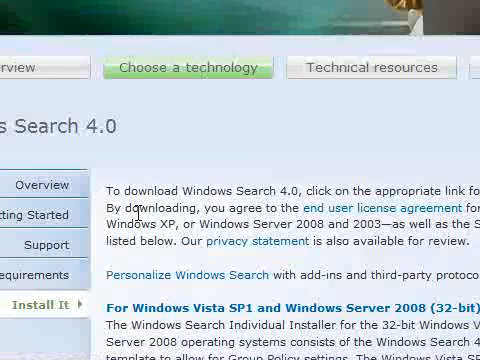 rview
Choose a technology
Technical resources
s Search 4.0
Overview
tting Started
Support
equirements
Install It
To download Windows Search 4.0, click on the appropriate link fo
By downloading, you agree to the end user license agreement for
Windows XP, or Windows Server 2008 and 2003—as well as the S
listed below. Our privacy statement is also available for review.
Personalize Windows Search with add-ins and third-party protoco
For Windows Vista SP1 and Windows Server 2008 (32-bit)
The Windows Search Individual Installer for the 32-bit Windows V
Server 2008 operating systems consists of the Windows Search 4
template to allow for Group Policy settings. The Windows Search